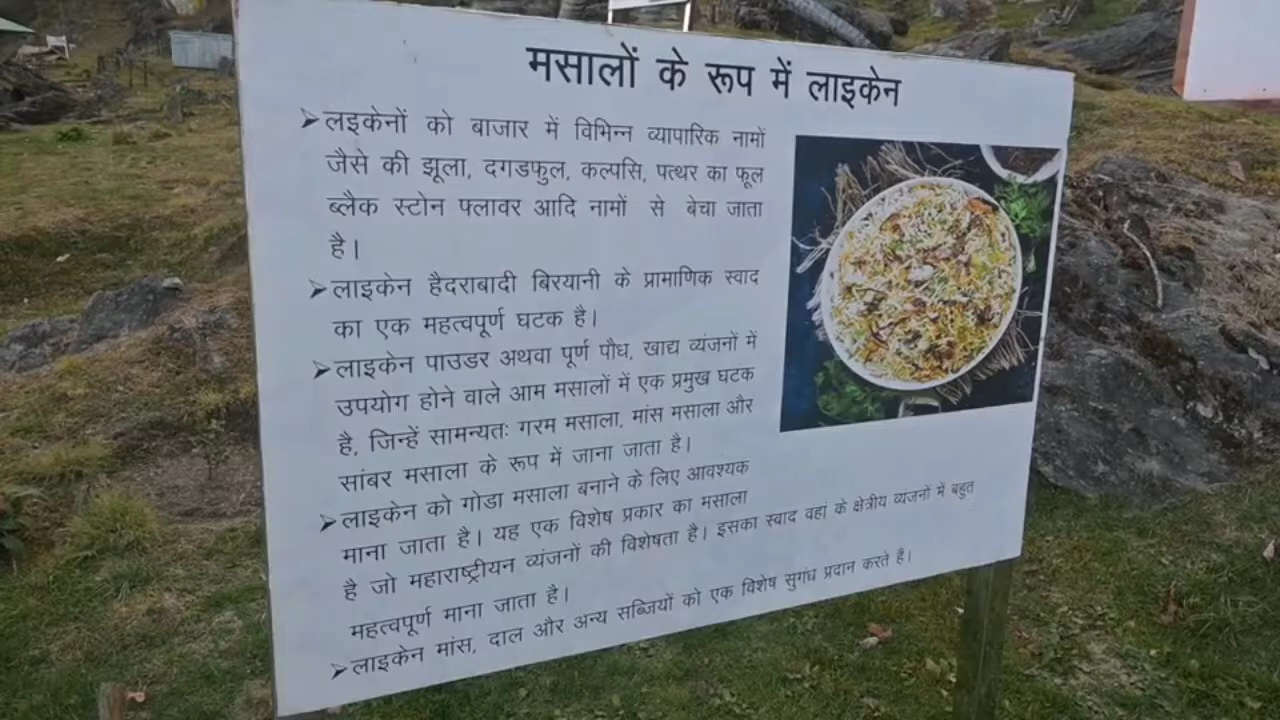 मसालों के रूप में लाइकेन
➢लइकेनों को बाजार में विभिन्न व्यापारिक नामों
जैसे की झूला, दगडफुल, कल्पसि, पत्थर का फूल
ब्लैक स्टोन फ्लावर आदि नामों से बेचा जाता
है।
➢लाइकेन हैदराबादी बिरयानी के प्रामाणिक स्वाद
का एक महत्वपूर्ण घटक है।
➢लाइकेन पाउडर अथवा पूर्ण पौध, खाद्य व्यंजनों में
उपयोग होने वाले आम मसालों में एक प्रमुख घटक
है, जिन्हें सामन्यतः गरम मसाला, मांस मसाला और
सांबर मसाला के रूप में जाना जाता है।
➢लाइकेन को गोडा मसाला बनाने के लिए आवश्यक
माना जाता है। यह एक विशेष प्रकार का मसाला
है जो महाराष्ट्रीयन व्यंजनों की विशेषता है। इसका स्वाद वहां के क्षेत्रीय व्यंजनों में बहुत
महत्वपूर्ण माना जाता है।
➢लाइकेन मांस, दाल और अन्य सब्जियों को एक विशेष सुगंध प्रदान करते हैं।